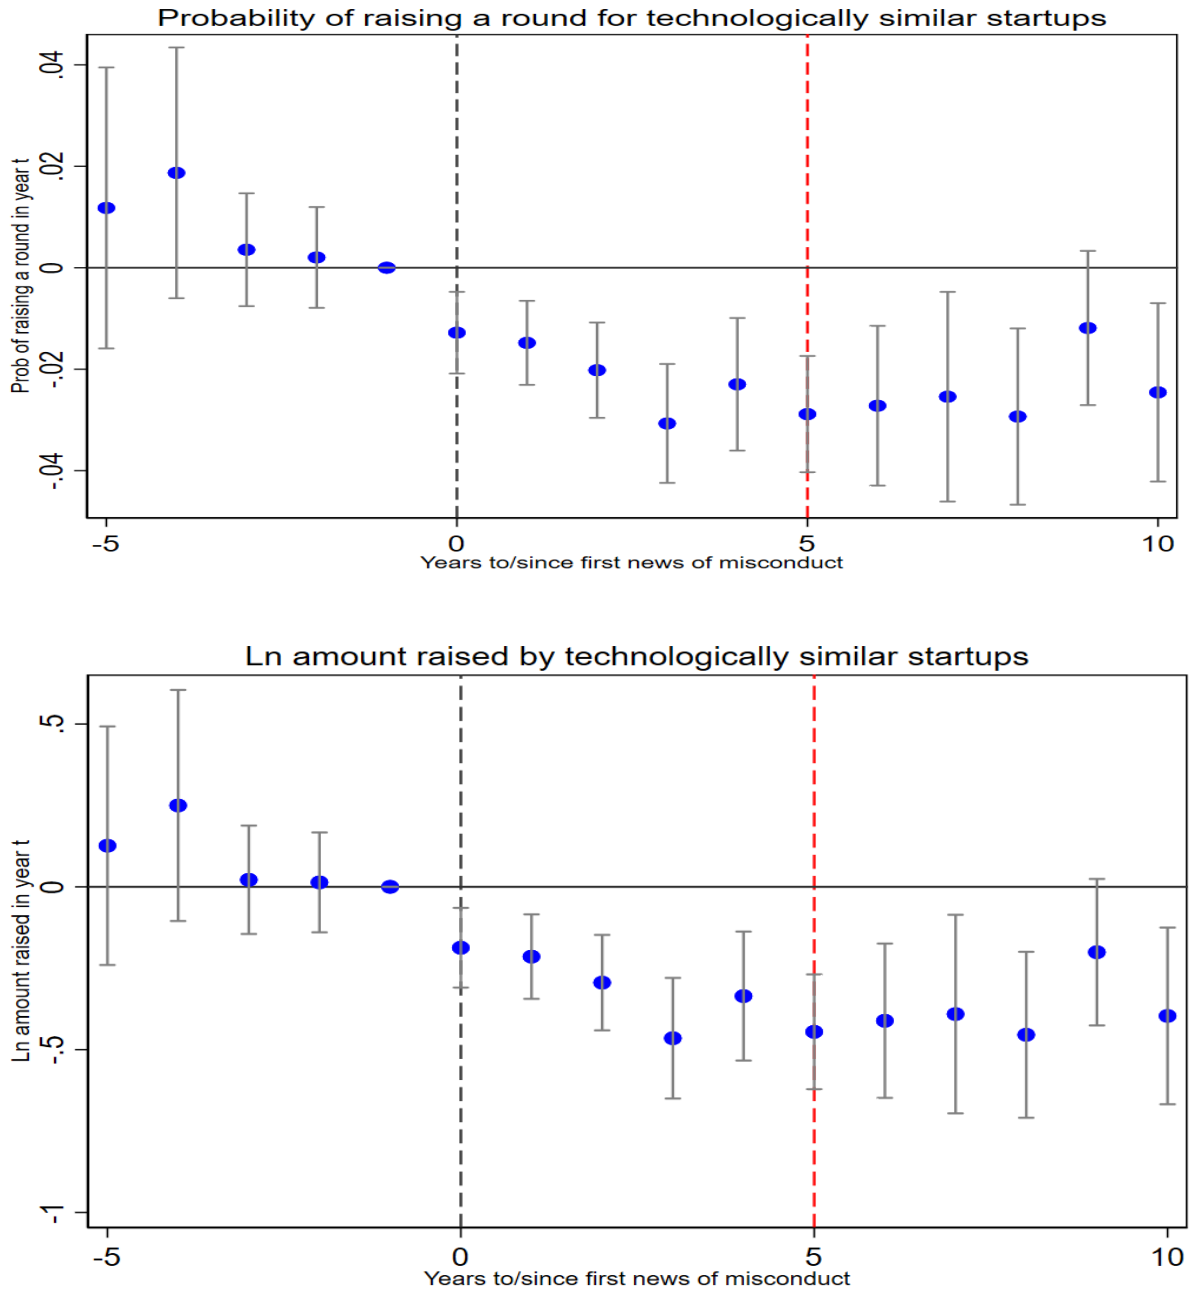 Probability of raising a round for technologically similar startups
Prob of raising a round in year t
.04
.02
0
-.02
-.04
-5 0 5 10
Years to/since first news of misconduct
Ln amount raised by technologically similar startups
Ln amount raised in year t
.5
0
-.5
-1
-5 0 5 10
Years to/since first news of misconduct